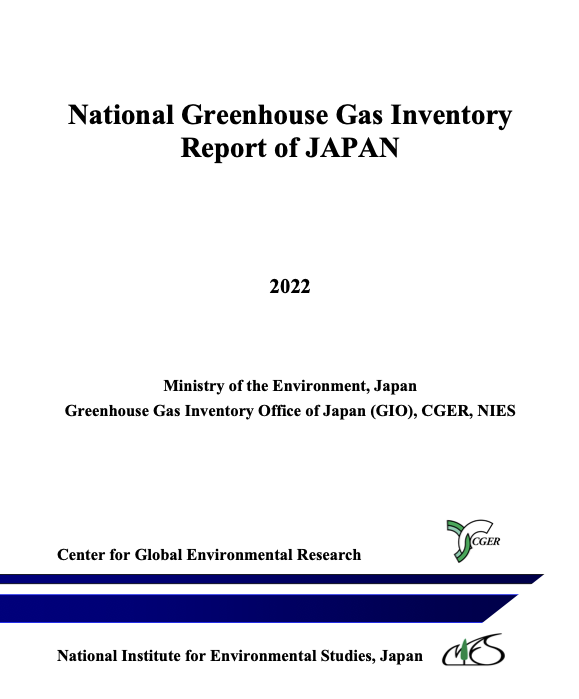 National Greenhouse Gas Inventory
Report of JAPAN
2022
Ministry of the Environment, Japan
Greenhouse Gas Inventory Office of Japan (GIO), CGER, NIES
CGER
Center for Global Environmental Research
National Institute for Environmental Studies, Japan
NIES